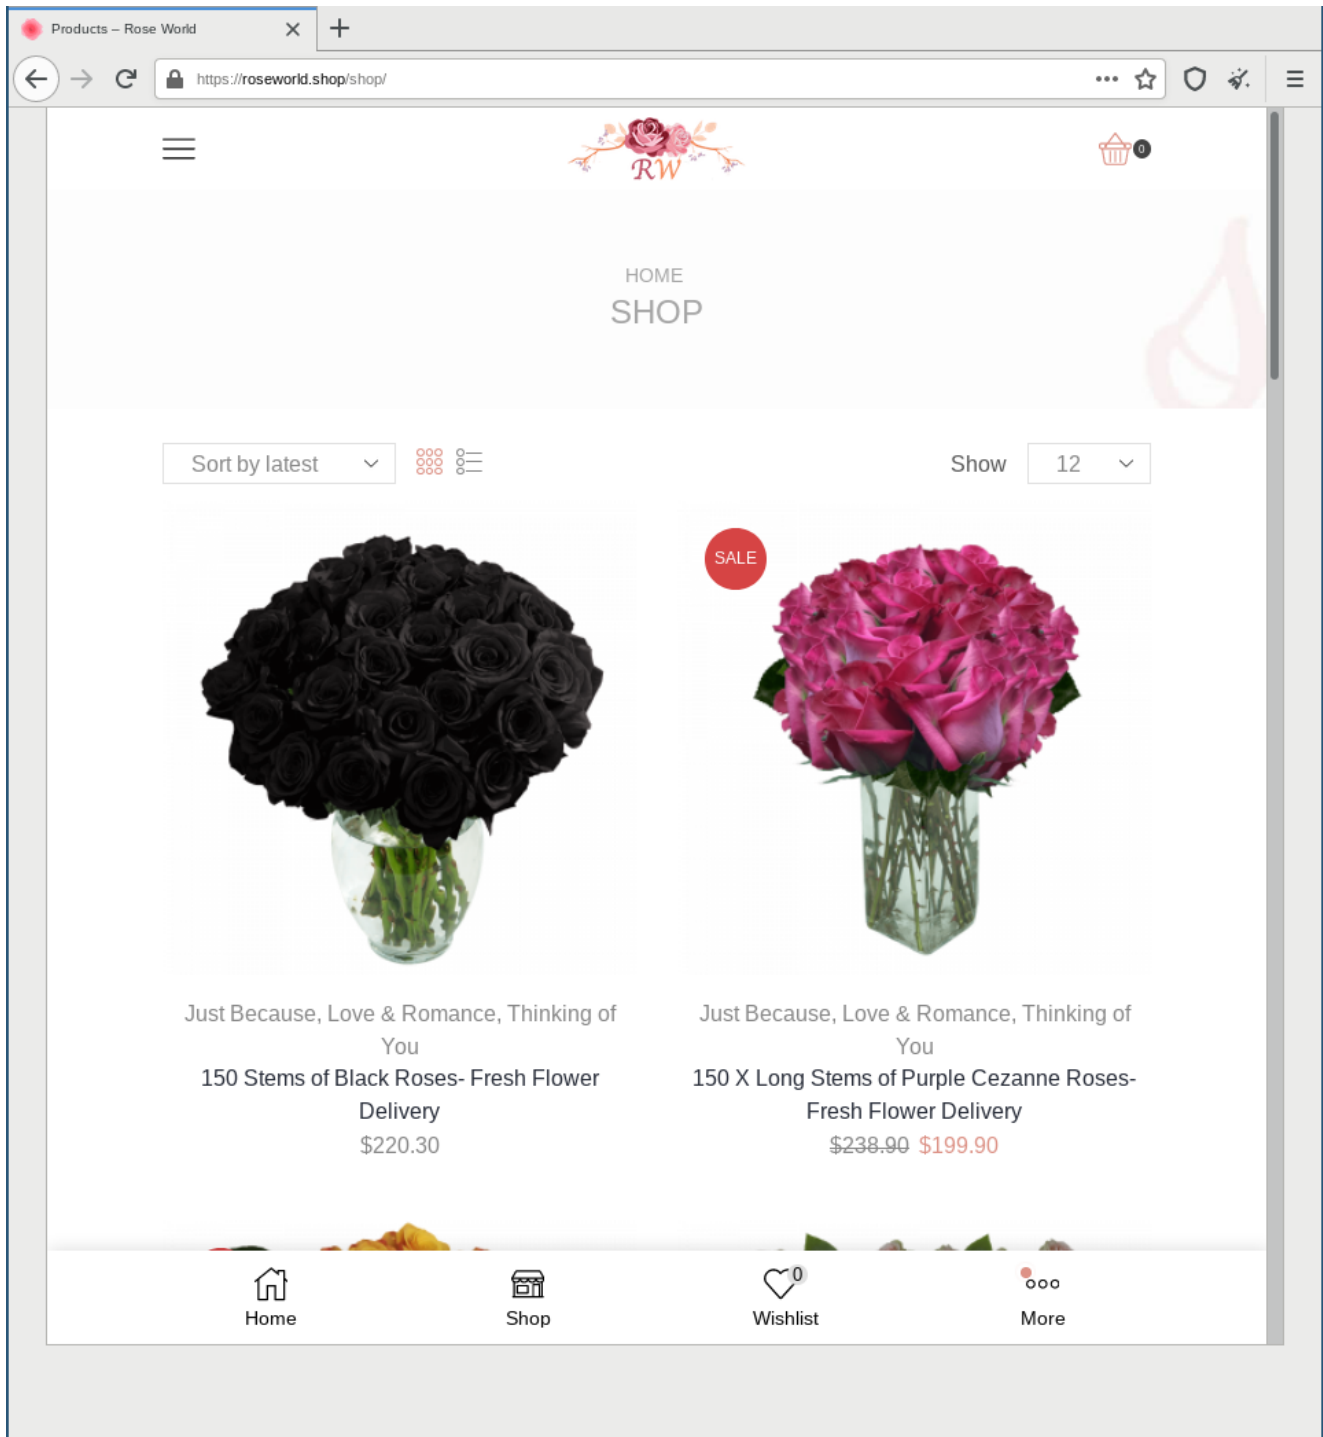 Products – Rose World
https://roseworld.shop/shop/
RW
0
HOME
SHOP
Sort by latest
Show
12
SALE
Just Because, Love & Romance, Thinking of
You
150 Stems of Black Roses- Fresh Flower
Delivery
$220.30
Just Because, Love & Romance, Thinking of
You
150 X Long Stems of Purple Cezanne Roses-
Fresh Flower Delivery
$238.90 $199.90
Home
Shop
0
Wishlist
More